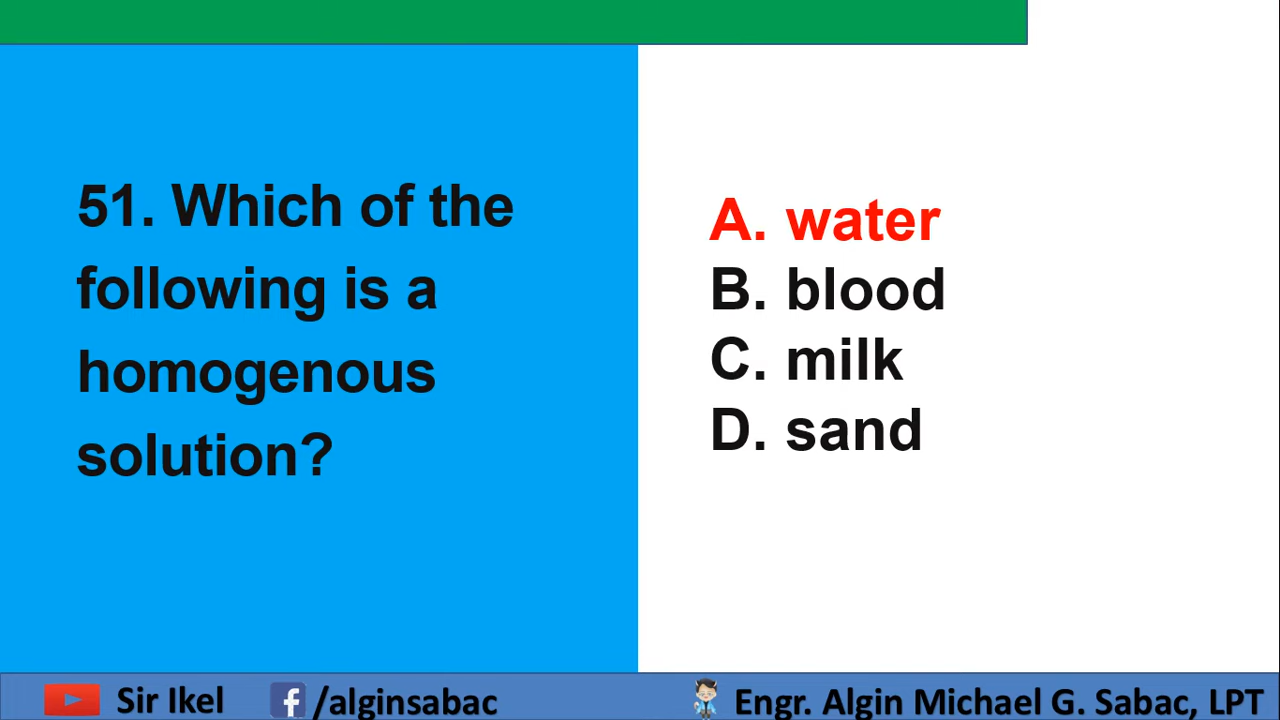 51. Which of the
following is a
homogenous
solution?
A. water
B. blood
C. milk
D. sand
Sir Ikel
/alginsabac
Engr. Algin Michael G. Sabac, LPT